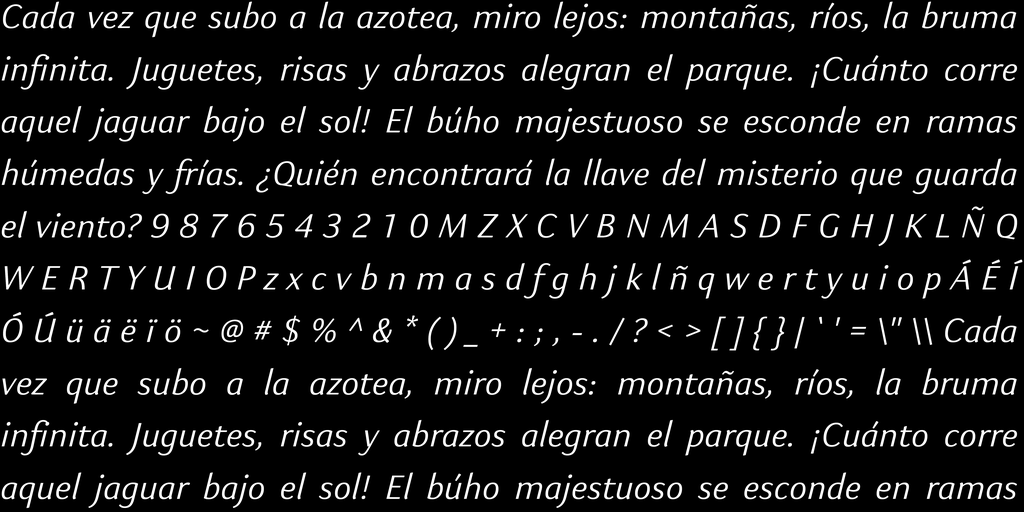 Cada vez que subo a la azotea, miro lejos: montañas, ríos, la bruma
infinita. Juguetes, risas y abrazos alegran el parque. ¡Cuánto corre
aquel jaguar bajo el sol! El búho majestuoso se esconde en ramas
húmedas y frías. ¿Quién encontrará la llave del misterio que guarda
el viento? 9 8 7 6 5 4 3 2 1 0 M Z X C V B N M A S D F G H J K L Ñ Q
W E R T Y U I O P z x c v b n m a s d f g h j k l ñ q w e r t y u i o p Á É Í
Ó Ú ü ä ë ï ö ~ @ # $ % ^ & * ( ) _ + : ; , - . / ? < > [ ] { } | ` ' = \" \\ Cada
vez que subo a la azotea, miro lejos: montañas, ríos, la bruma
infinita. Juguetes, risas y abrazos alegran el parque. ¡Cuánto corre
aquel jaguar bajo el sol! El búho majestuoso se esconde en ramas